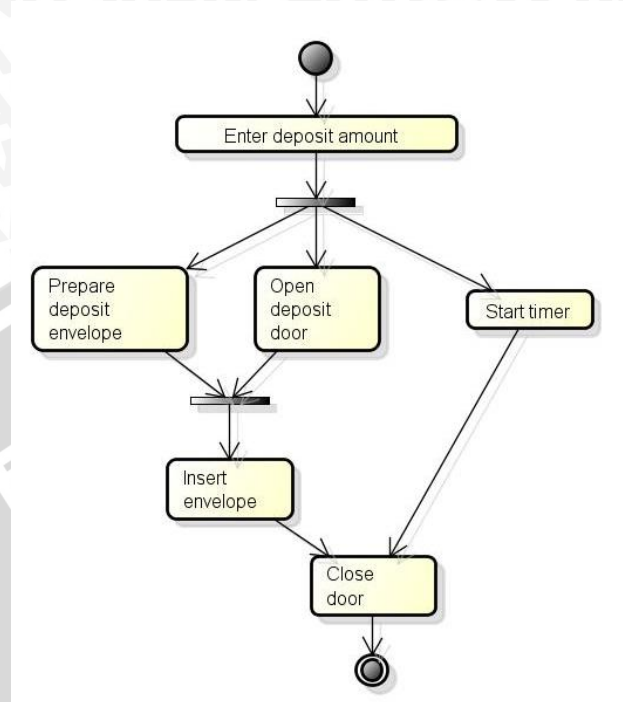 Enter deposit amount
Prepare
deposit
envelope
Open
deposit
door
Start timer
Insert
envelope
Close
door